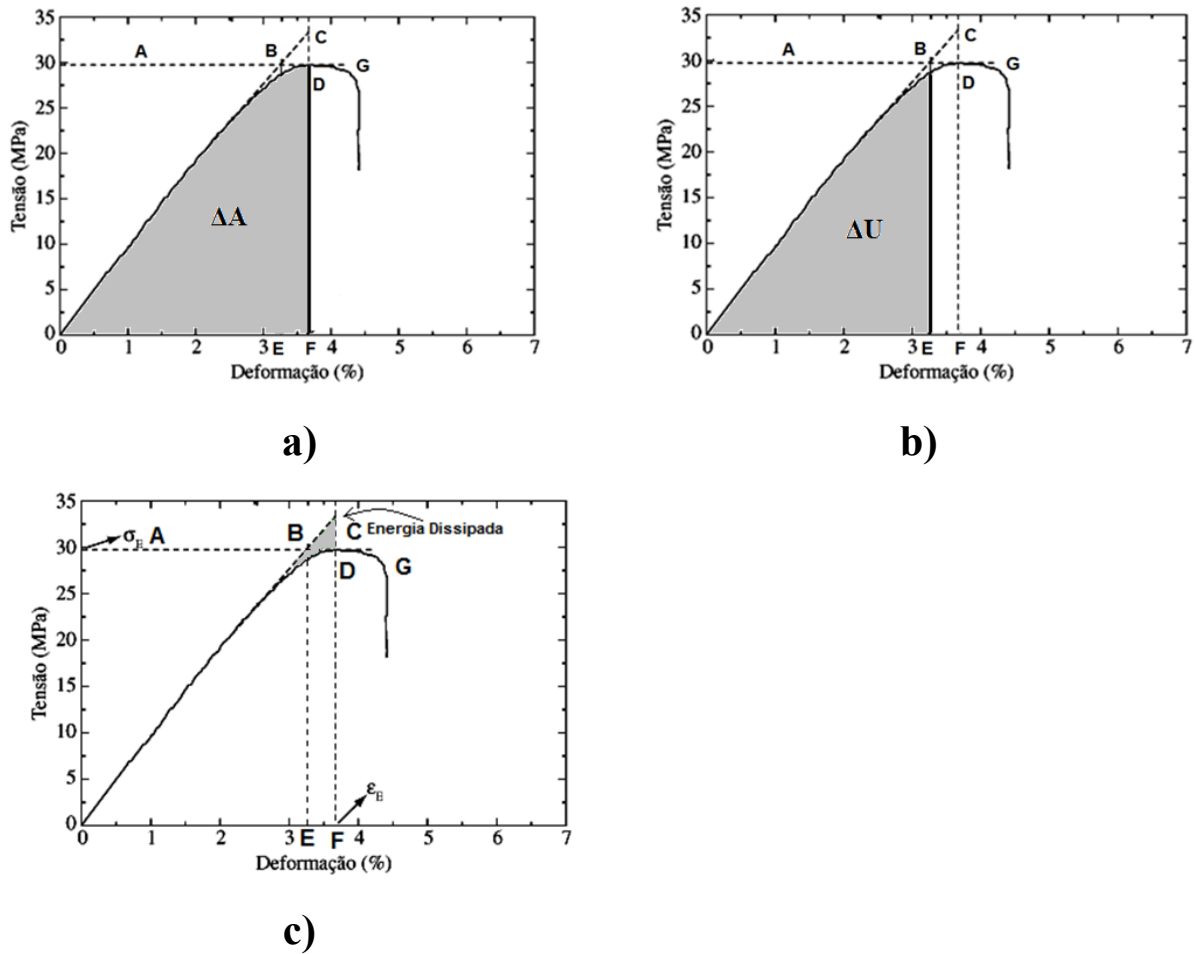 35
30
25
20
15
10
5
0
Tensão (MPa)
A
B
C
D
G
ΔA
0 1 2 3 E F 4 5 6 7
Deformação (%)
a)
35
30
25
20
15
10
5
0
Tensão (MPa)
A
B
C
D
G
ΔU
0 1 2 3 E F 4 5 6 7
Deformação (%)
b)
35
30
25
20
15
10
5
0
Tensão (MPa)
σE A
B
C Energia Dissipada
D
G
εE
0 1 2 3 E F 4 5 6 7
Deformação (%)
c)